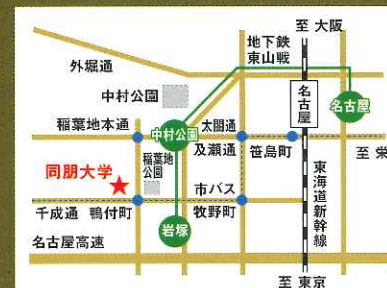 至 大阪
地下鉄
東山戦
外堀通
中村公園
名古屋
名古屋
稲葉地本通
中村公園
太閤通
及瀬通
笹島町
至 栄
稲葉地
公園
同朋大学
市バス
東海道新幹線
千成通
鴨付町
岩塚
牧野町
名古屋高速
至 東京